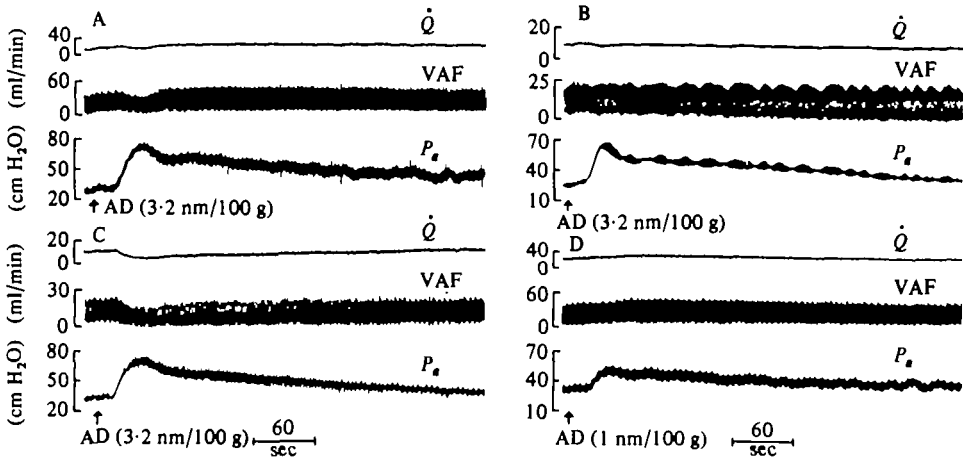 A
Q̇
40
0
VAF
60
0
(ml/min)
Pa
80
50
20
(cm H2O)
↑ AD (3·2 nm/100 g)
B
Q̇
20
0
VAF
25
0
Pa
70
40
10
↑ AD (3·2 nm/100 g)
C
Q̇
20
0
VAF
30
0
(ml/min)
Pa
80
50
20
(cm H2O)
↑
AD (3·2 nm/100 g)
60
sec
D
Q̇
40
0
VAF
60
0
Pa
70
40
10
↑
AD (1 nm/100 g)
60
sec